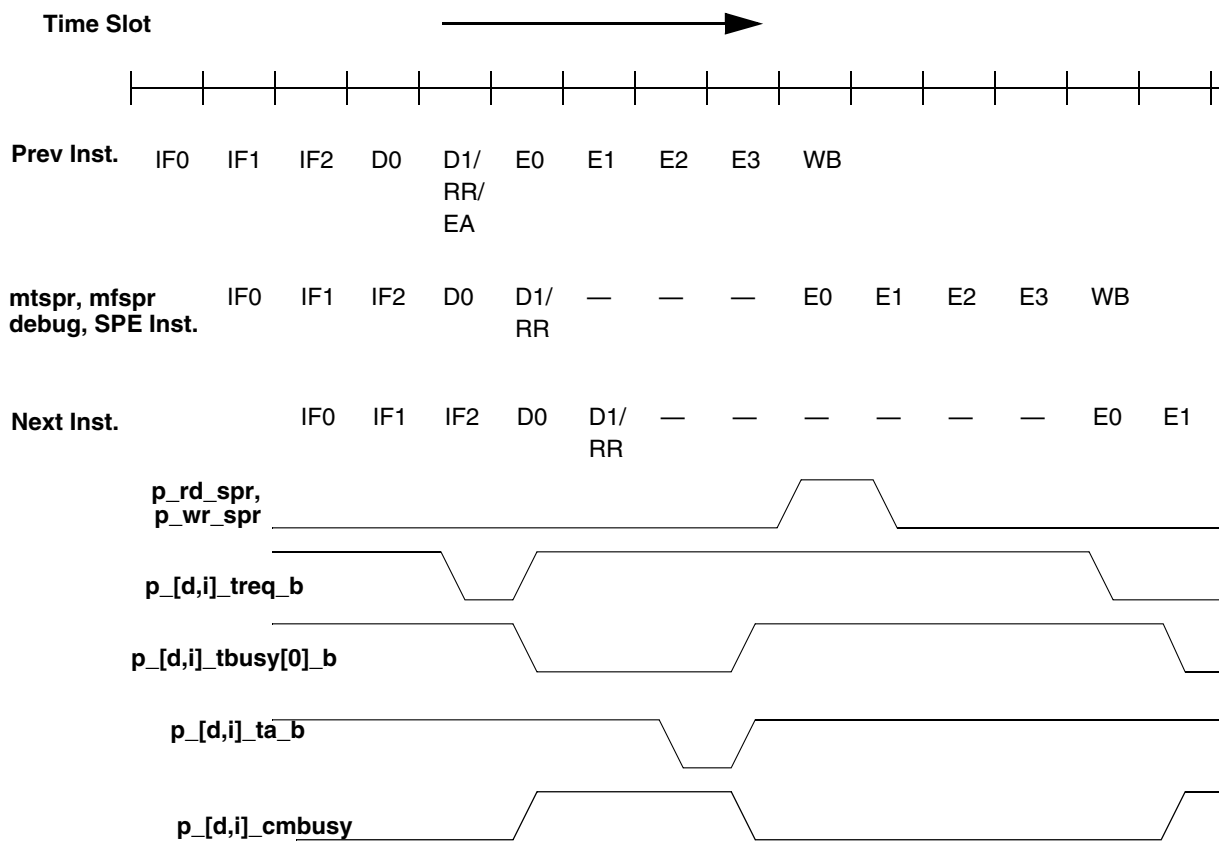 Time Slot
Prev Inst. IF0 IF1 IF2 D0 D1/ E0 E1 E2 E3 WB
RR/
EA
mtspr, mfspr IF0 IF1 IF2 D0 D1/ — — — E0 E1 E2 E3 WB
debug, SPE Inst. RR
Next Inst. IF0 IF1 IF2 D0 D1/ — — — — — — E0 E1
RR
p_rd_spr,
p_wr_spr
p_[d,i]_treq_b
p_[d,i]_tbusy[0]_b
p_[d,i]_ta_b
p_[d,i]_cmbusy